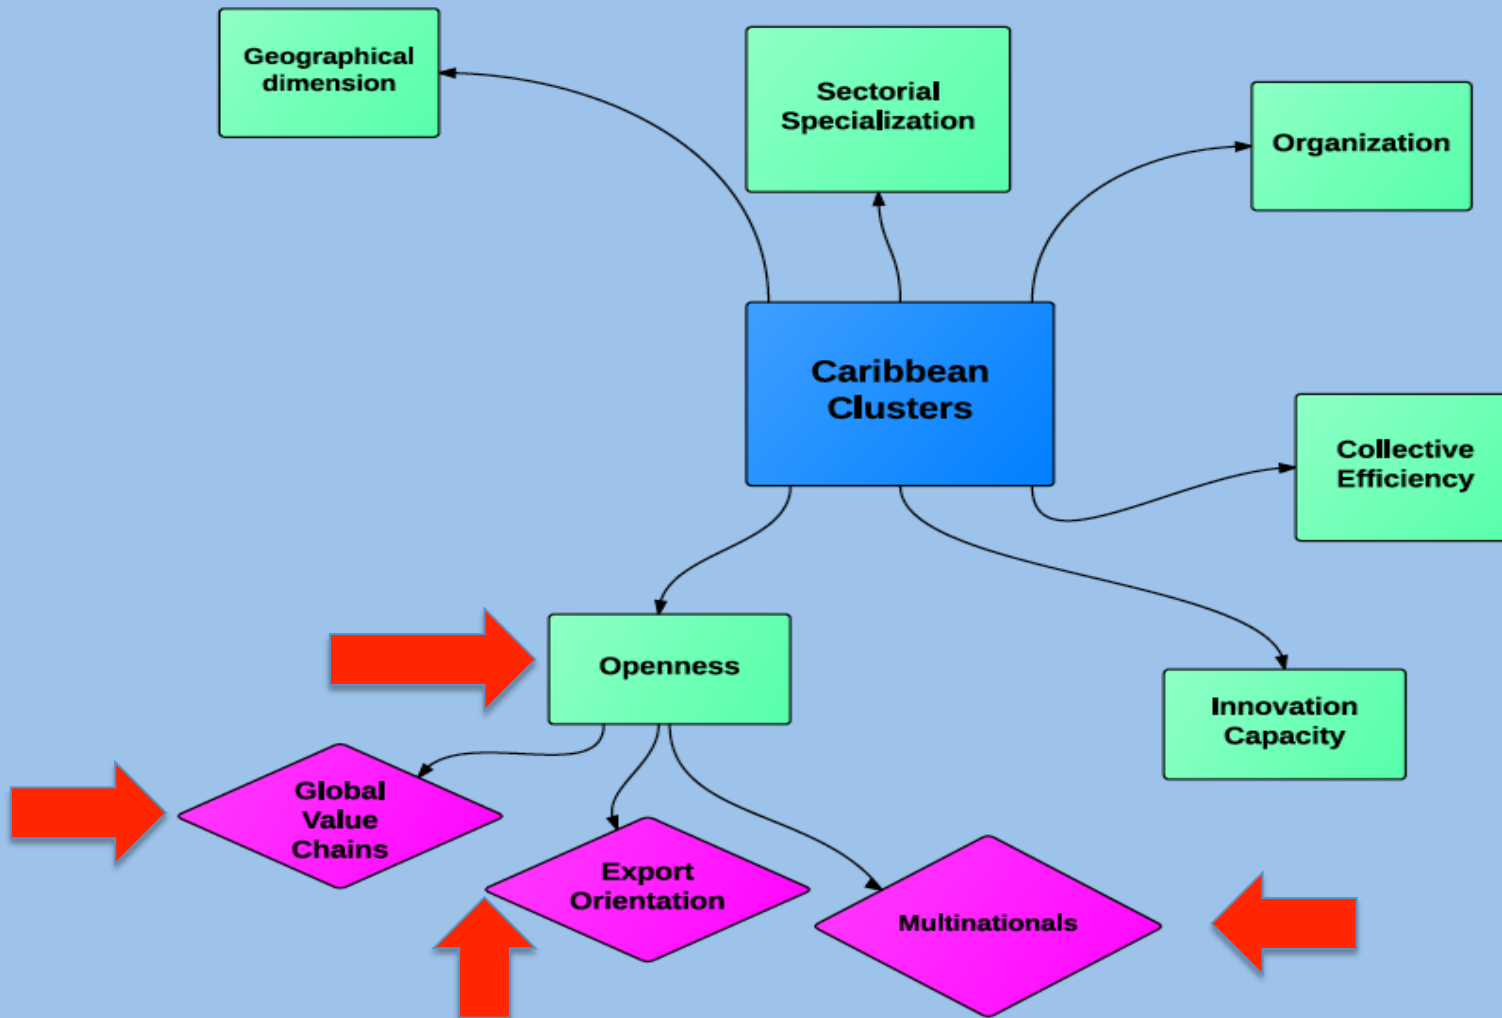 Geographical
dimension
Sectorial
Specialization
Organization
Caribbean
Clusters
Collective
Efficiency
Openness
Innovation
Capacity
Global
Value
Chains
Export
Orientation
Multinationals